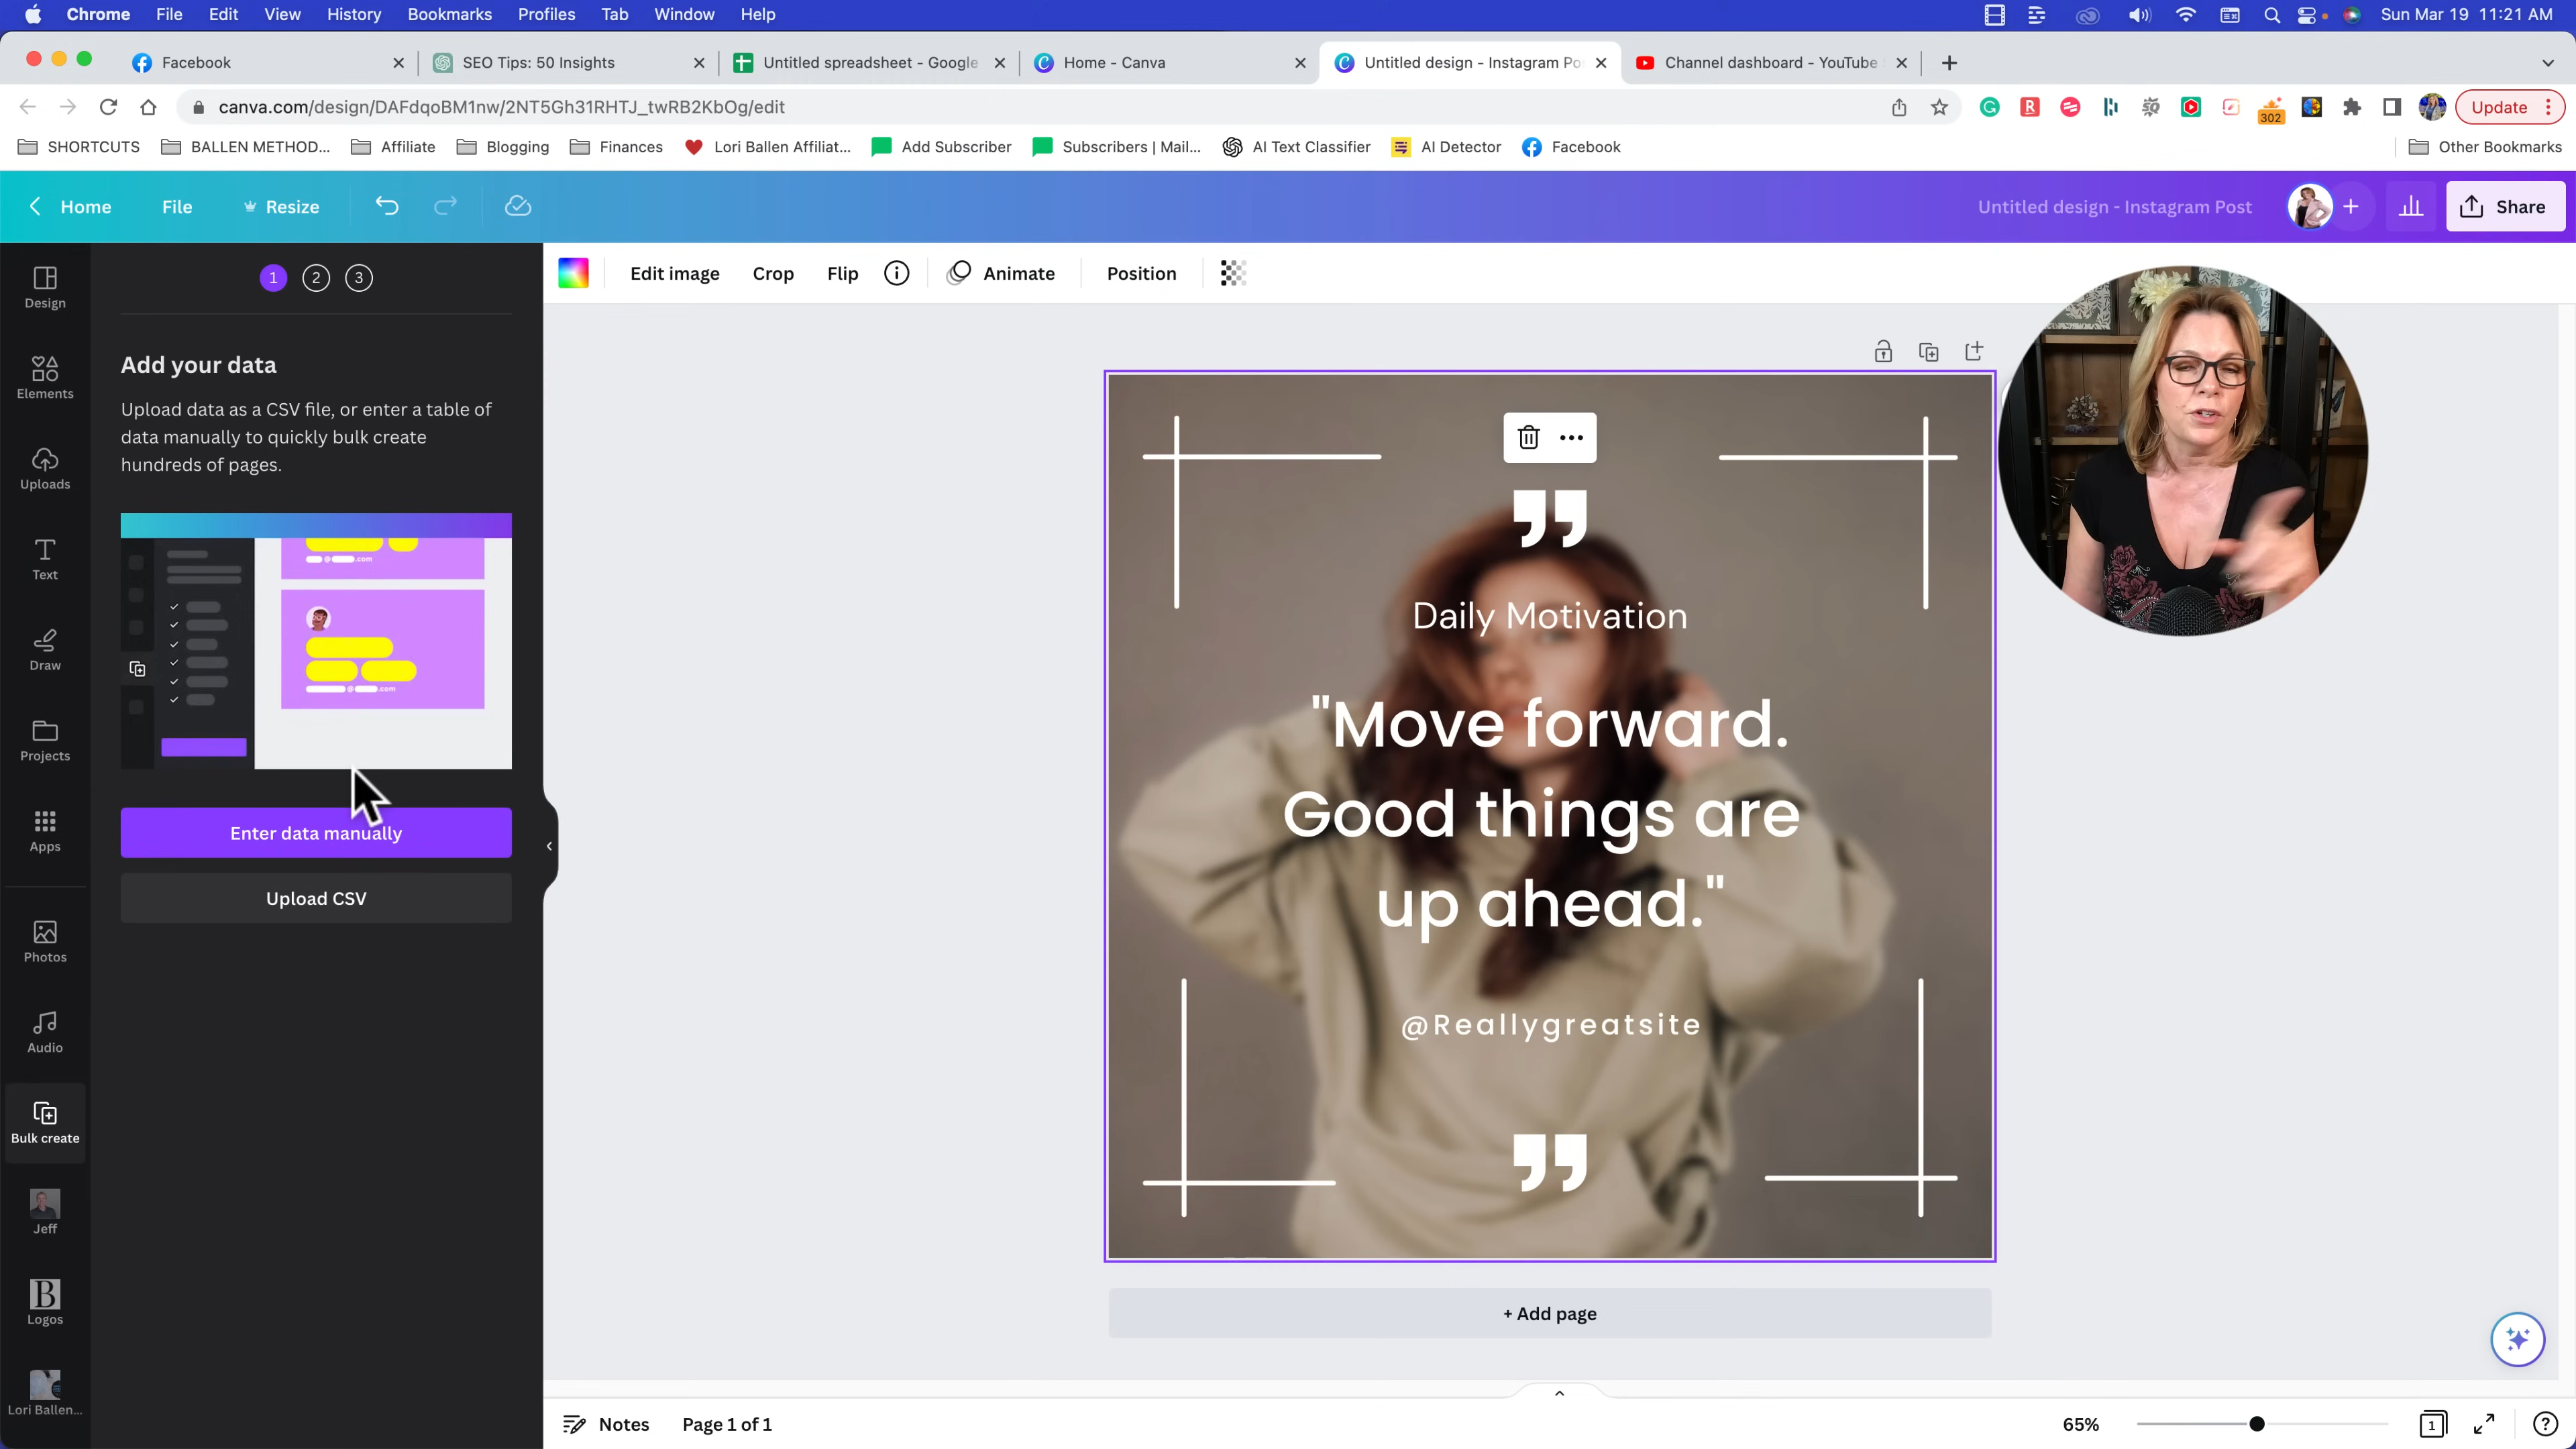 Chrome File Edit View History Bookmarks Profiles Tab Window Help
Sun Mar 19 11:21 AM
Facebook
SEO Tips: 50 Insights
Untitled spreadsheet - Google
Home - Canva
Untitled design - Instagram Po
Channel dashboard - YouTube
canva.com/design/DAFdqoBM1nw/2NT5Gh31RHTJ_twRB2KbOg/edit
302
Update
SHORTCUTS
BALLEN METHOD...
Affiliate
Blogging
Finances
Lori Ballen Affiliat...
Add Subscriber
Subscribers | Mail...
AI Text Classifier
AI Detector
Facebook
Other Bookmarks
Home
File
Resize
Untitled design - Instagram Post
Share
Design
Elements
Uploads
Text
Draw
Projects
Apps
Photos
Audio
Bulk create
Jeff
B
Logos
Lori Ballen...
1 2 3
Add your data
Upload data as a CSV file, or enter a table of
data manually to quickly bulk create
hundreds of pages.
.com
@ .com
Enter data manually
Upload CSV
Edit image
Crop
Flip
Animate
Position
Daily Motivation
"Move forward.
Good things are
up ahead."
@Reallygreatsite
+ Add page
Notes
Page 1 of 1
65%
1
?